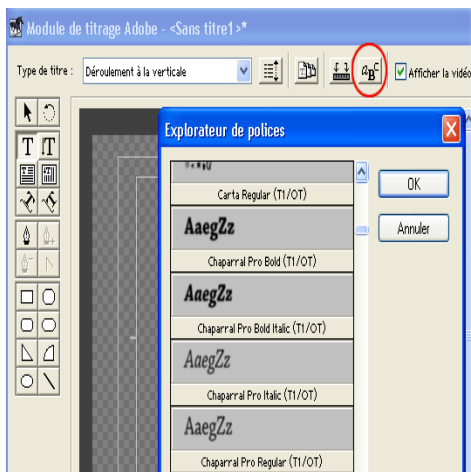 Module de titrage Adobe - <Sans titre1>*
Type de titre : Déroulement à la verticale
aBC
Afficher la vidéo
T IT
Explorateur de polices
Carta Regular (T1/OT)
OK
AaegZz
Annuler
Chaparral Pro Bold (T1/OT)
AaegZz
Chaparral Pro Bold Italic (T1/OT)
AaegZz
Chaparral Pro Italic (T1/OT)
AaegZz
Chaparral Pro Regular (T1/OT)